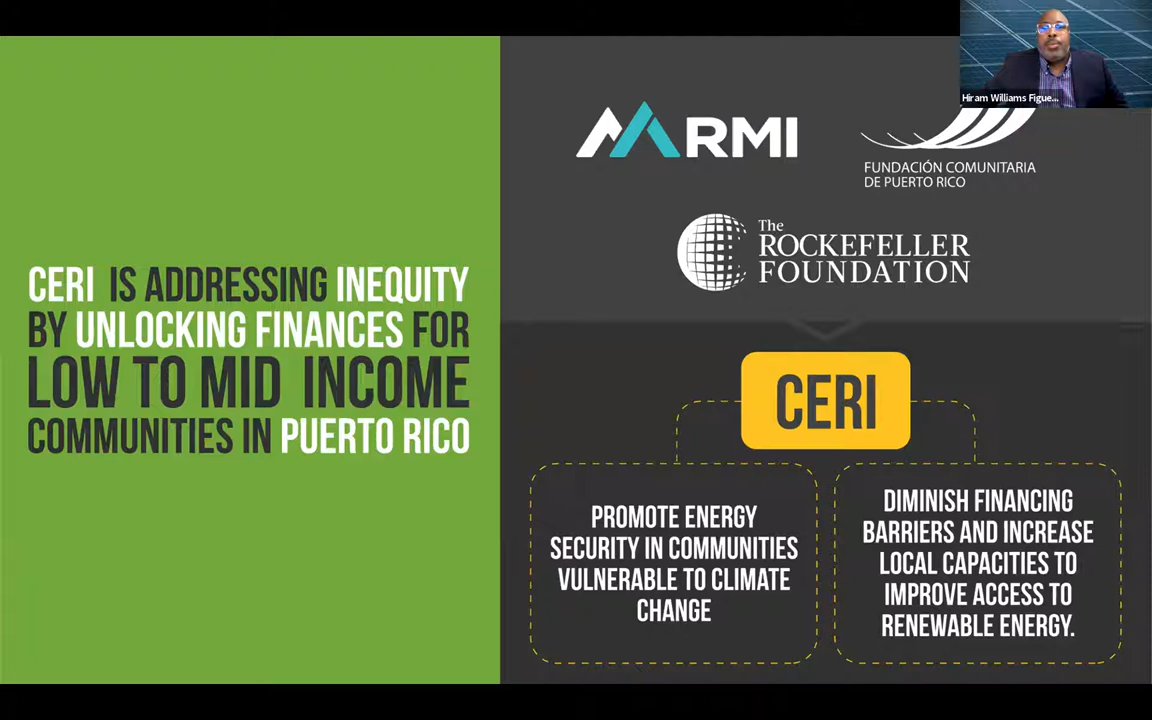 Hiram Williams Figue...
CERI IS ADDRESSING INEQUITY
BY UNLOCKING FINANCES FOR
LOW TO MID INCOME
COMMUNITIES IN PUERTO RICO
RMI
FUNDACIÓN COMUNITARIA
DE PUERTO RICO
The
ROCKEFELLER
FOUNDATION
CERI
PROMOTE ENERGY
SECURITY IN COMMUNITIES
VULNERABLE TO CLIMATE
CHANGE
DIMINISH FINANCING
BARRIERS AND INCREASE
LOCAL CAPACITIES TO
IMPROVE ACCESS TO
RENEWABLE ENERGY.